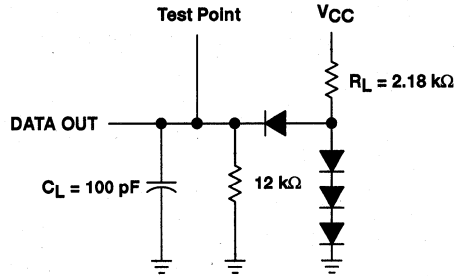 Test Point
VCC
RL = 2.18 kΩ
DATA OUT
CL = 100 pF
12 kΩ